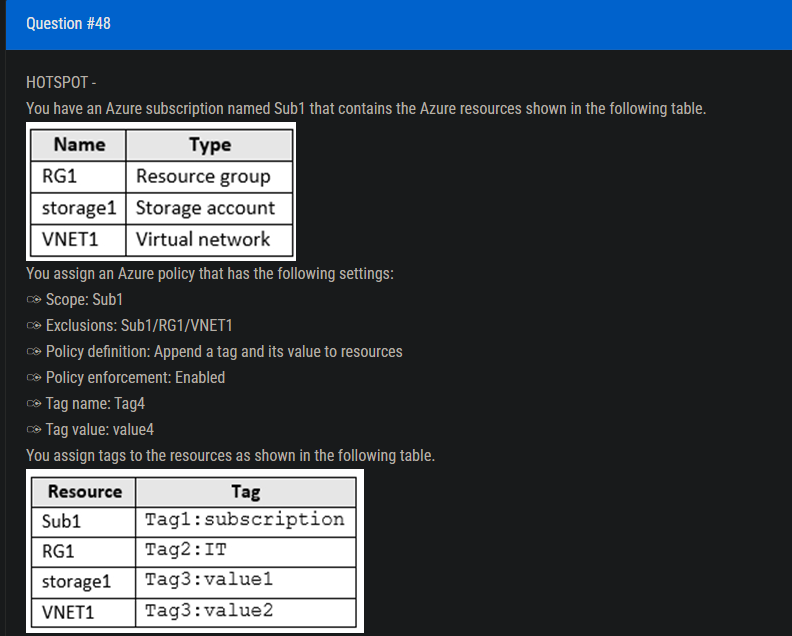 Question #48
HOTSPOT -
You have an Azure subscription named Sub1 that contains the Azure resources shown in the following table.
Name Type
RG1 Resource group
storage1 Storage account
VNET1 Virtual network
You assign an Azure policy that has the following settings:
Scope: Sub1
Exclusions: Sub1/RG1/VNET1
Policy definition: Append a tag and its value to resources
Policy enforcement: Enabled
Tag name: Tag4
Tag value: value4
You assign tags to the resources as shown in the following table.
Resource Tag
Sub1 Tag1:subscription
RG1 Tag2:IT
storage1 Tag3:value1
VNET1 Tag3:value2